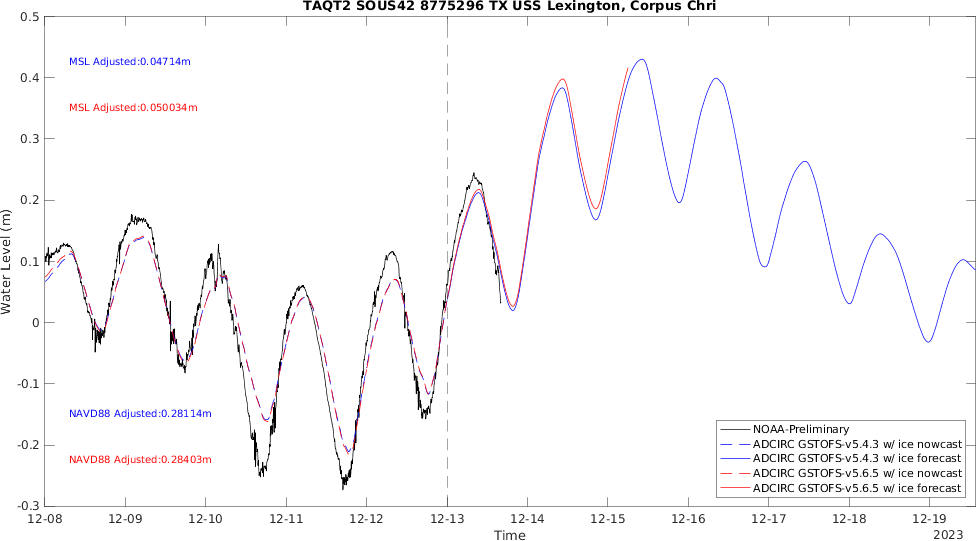 TAQT2 SOUS42 8775296 TX USS Lexington, Corpus Chri
0.5
0.4
0.3
0.2
0.1
0
-0.1
-0.2
-0.3
Water Level (m)
MSL Adjusted:0.04714m
MSL Adjusted:0.050034m
NAVD88 Adjusted:0.28114m
NAVD88 Adjusted:0.28403m
NOAA-Preliminary
ADCIRC GSTOFS-v5.4.3 w/ ice nowcast
ADCIRC GSTOFS-v5.4.3 w/ ice forecast
ADCIRC GSTOFS-v5.6.5 w/ ice nowcast
ADCIRC GSTOFS-v5.6.5 w/ ice forecast
12-08 12-09 12-10 12-11 12-12 12-13 12-14 12-15 12-16 12-17 12-18 12-19
2023
Time